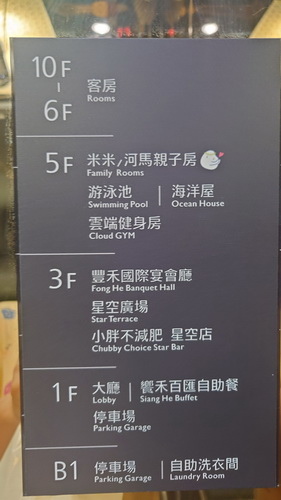 10F
-
6F
客房
Rooms
5F
米米/河馬親子房
Family Rooms
游泳池 | 海洋屋
Swimming Pool Ocean House
雲端健身房
Cloud GYM
3F
豐禾國際宴會廳
Fong He Banquet Hall
星空廣場
Star Terrace
小胖不減肥 星空店
Chubby Choice Star Bar
1F
大廳 | 饗禾百匯自助餐
Lobby Siang He Buffet
停車場
Parking Garage
B1
停車場 | 自助洗衣間
Parking Garage Laundry Room